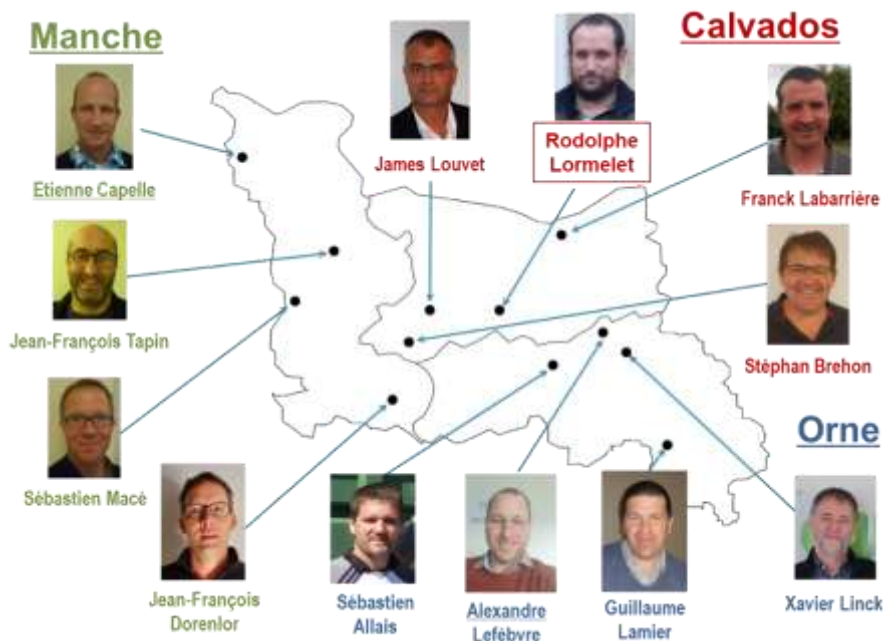 Manche
Calvados
Etienne Capelle
James Louvet
Rodolphe
Lormelet
Franck Labarrière
Jean-François Tapin
Stéphan Brehon
Sébastien Macé
Orne
Jean-François
Dorenlor
Sébastien
Allais
Alexandre
Lefébvre
Guillaume
Lamier
Xavier Linck